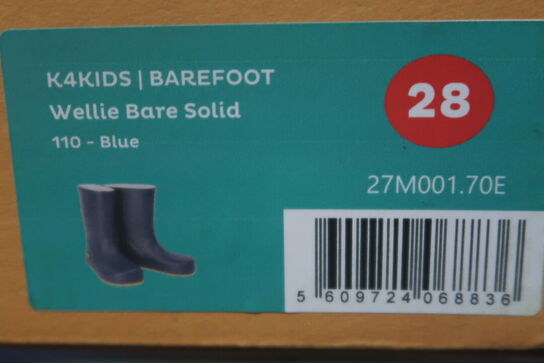 K4KIDS | BAREFOOT
Wellie Bare Solid
110 - Blue
28
27M001.70E
5 609724 068836